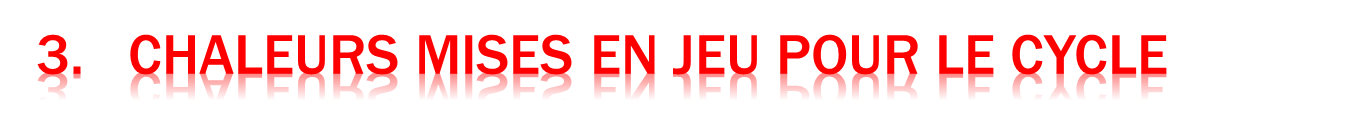 3. CHALEURS MISES EN JEU POUR LE CYCLE